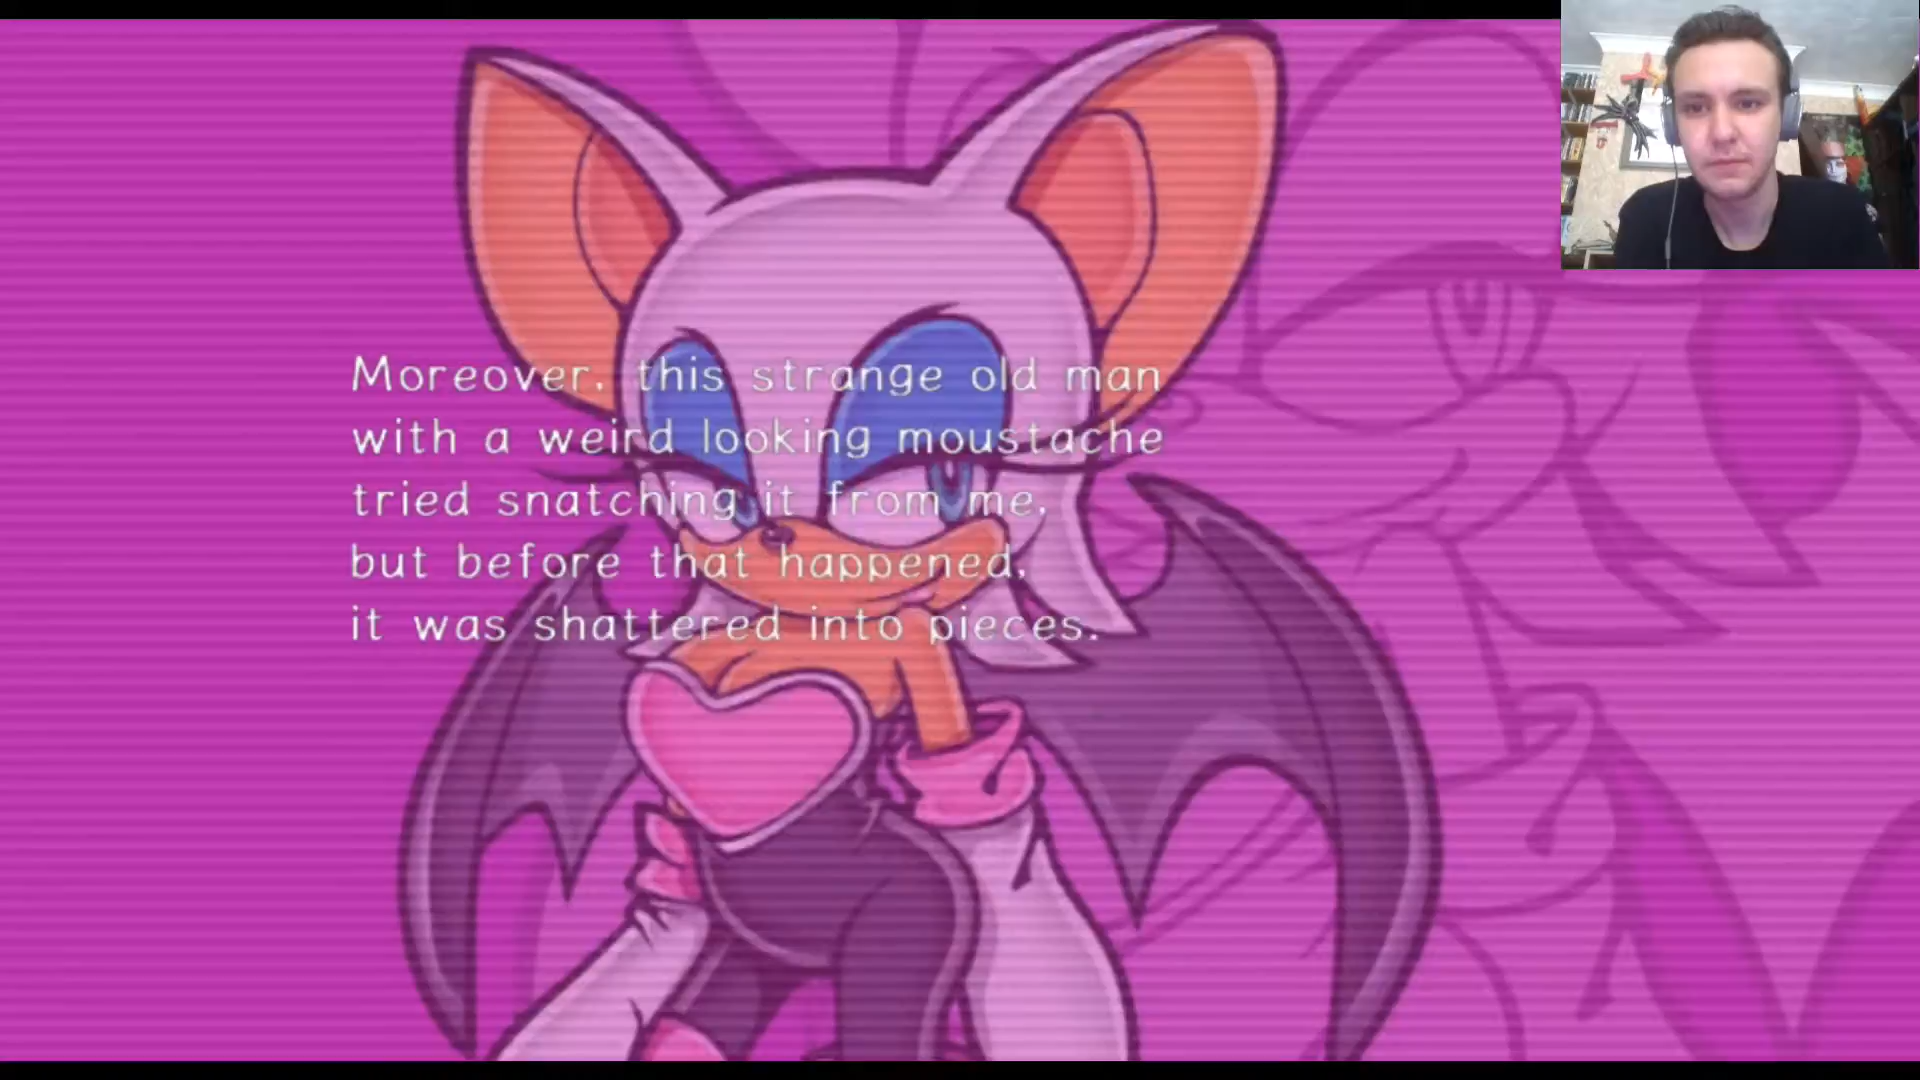 Moreover, this strange old man
with a weird looking moustache
tried snatching it from me,
but before that happened,
it was shattered into pieces.